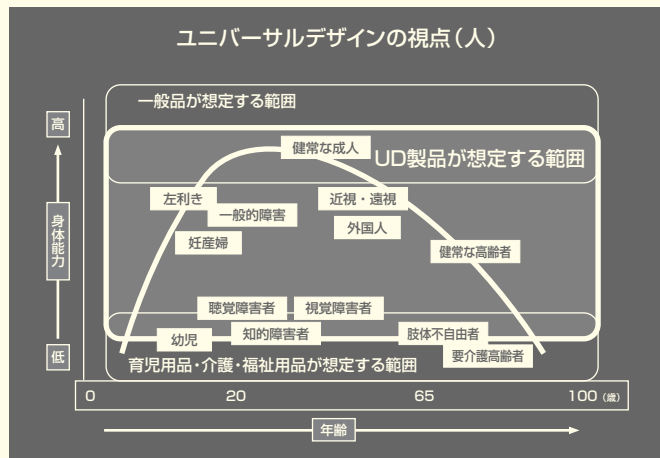 ユニバーサルデザインの視点（人）
一般品が想定する範囲
高
健常な成人
UD製品が想定する範囲
左利き
近視・遠視
一般的障害
外国人
妊産婦
健常な高齢者
身体能力
聴覚障害者
視覚障害者
幼児
知的障害者
肢体不自由者
低
要介護高齢者
育児用品・介護・福祉用品が想定する範囲
0 20 65 100（歳）
年齢